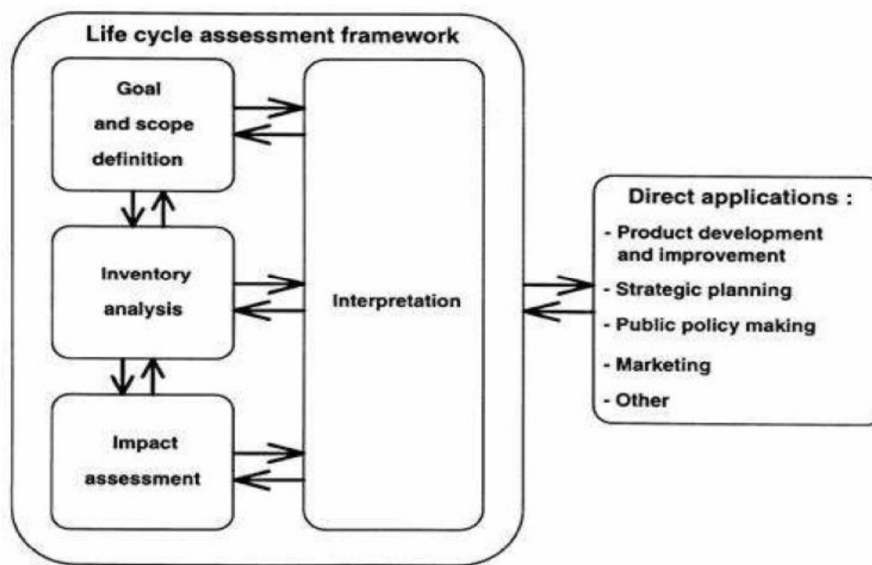 Life cycle assessment framework
Goal
and scope
definition
Inventory
analysis
Impact
assessment
Interpretation
Direct applications :
- Product development
and improvement
- Strategic planning
- Public policy making
- Marketing
- Other